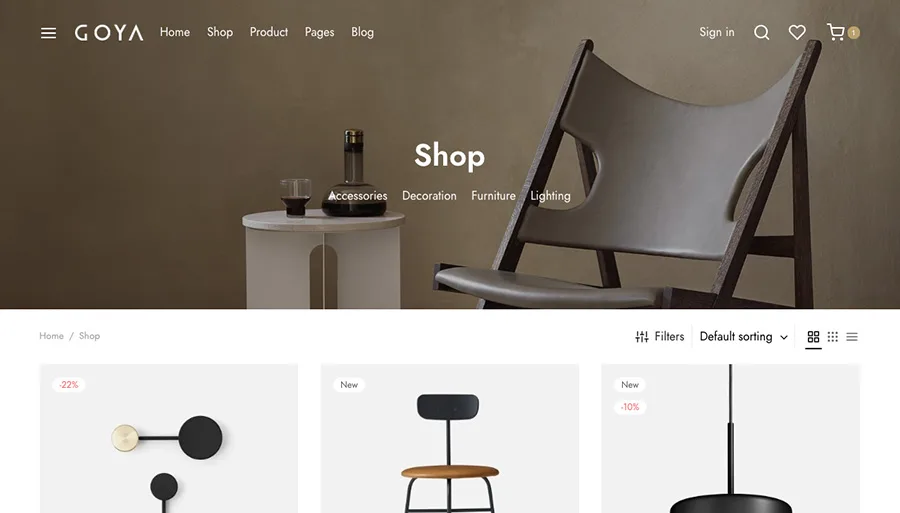 GOYA Home Shop Product Pages Blog Sign in 1
Shop
Accessories Decoration Furniture Lighting
Home / Shop Filters Default sorting
-22% New New
-10%